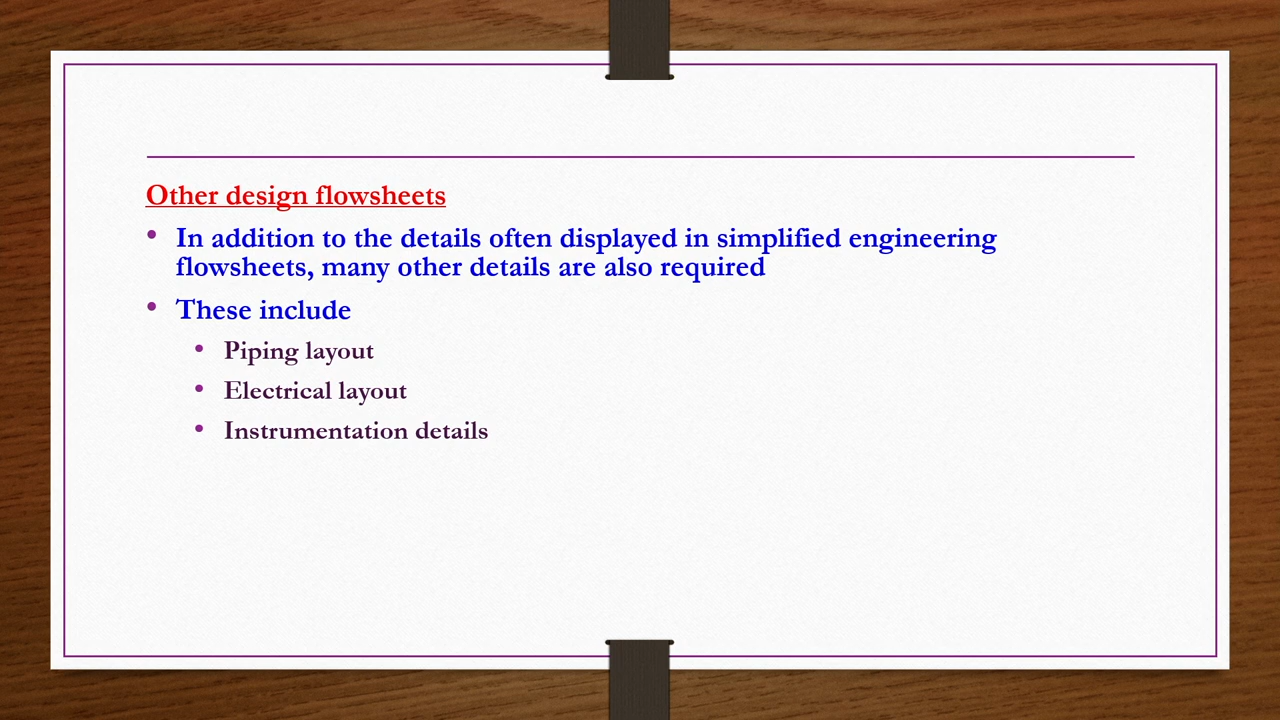 Other design flowsheets
• In addition to the details often displayed in simplified engineering
flowsheets, many other details are also required
• These include
• Piping layout
• Electrical layout
• Instrumentation details